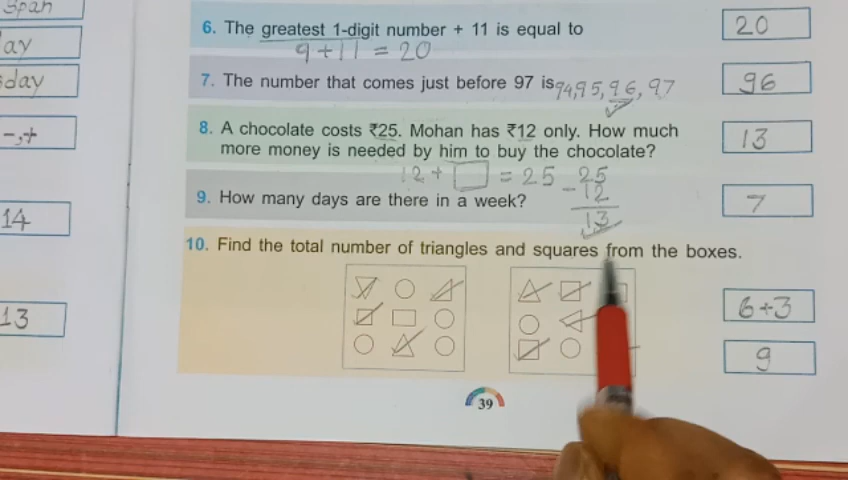 Span
ay
day
-,+
14
13
6. The greatest 1-digit number + 11 is equal to
20
9+11 = 20
7. The number that comes just before 97 is
94,95,96,97
96
8. A chocolate costs ₹25. Mohan has ₹12 only. How much
more money is needed by him to buy the chocolate?
13
12 + = 25
25
-12
13
9. How many days are there in a week?
7
10. Find the total number of triangles and squares from the boxes.
6+3
9
39